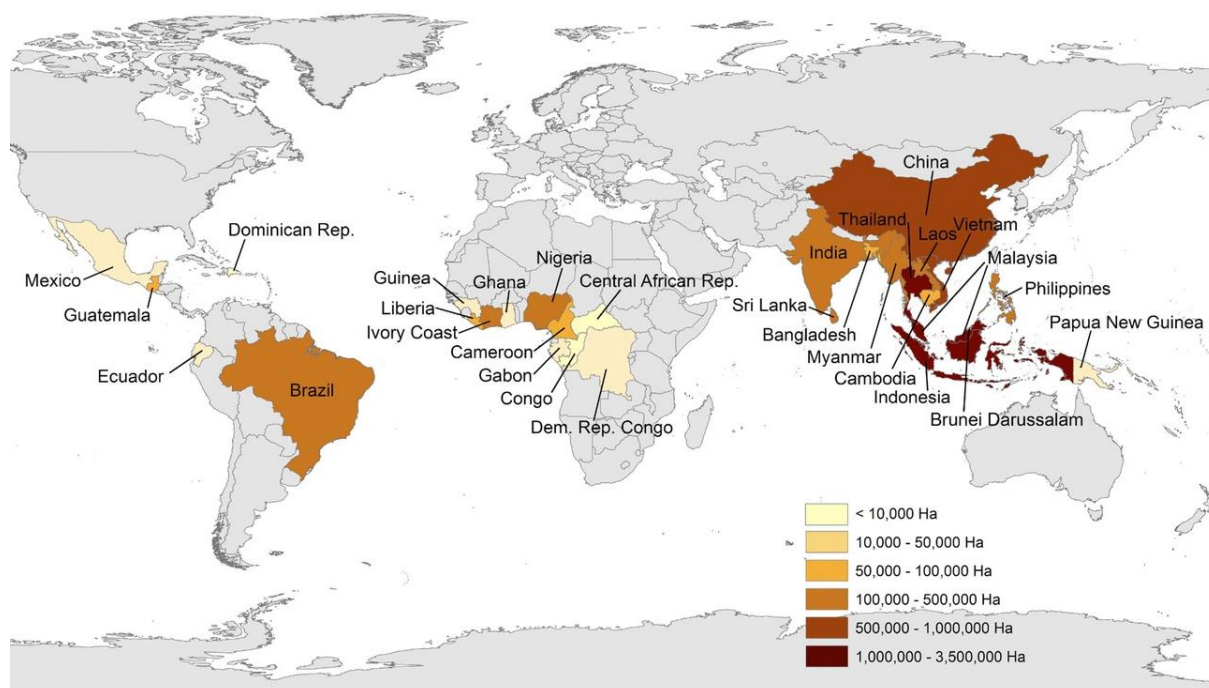 China
Dominican Rep.
Thailand
Vietnam
Laos
India
Nigeria
Malaysia
Mexico
Guinea
Ghana
Central African Rep.
Philippines
Guatemala
Liberia
Sri Lanka
Ivory Coast
Bangladesh
Papua New Guinea
Cameroon
Myanmar
Ecuador
Gabon
Cambodia
Brazil
Congo
Indonesia
Brunei Darussalam
Dem. Rep. Congo
< 10,000 Ha
10,000 - 50,000 Ha
50,000 - 100,000 Ha
100,000 - 500,000 Ha
500,000 - 1,000,000 Ha
1,000,000 - 3,500,000 Ha